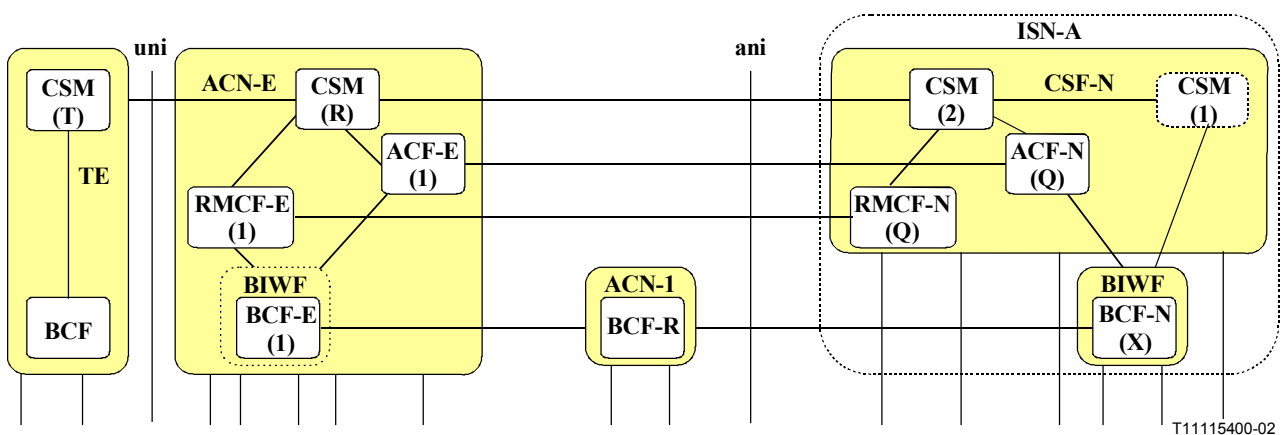 ISN-A
uni
ani
CSM
(T)
TE
BCF
ACN-E
CSM
(R)
ACF-E
(1)
RMCF-E
(1)
BIWF
BCF-E
(1)
ACN-1
BCF-R
CSM
(2)
CSF-N
CSM
(1)
ACF-N
(Q)
RMCF-N
(Q)
BIWF
BCF-N
(X)
T11115400-02